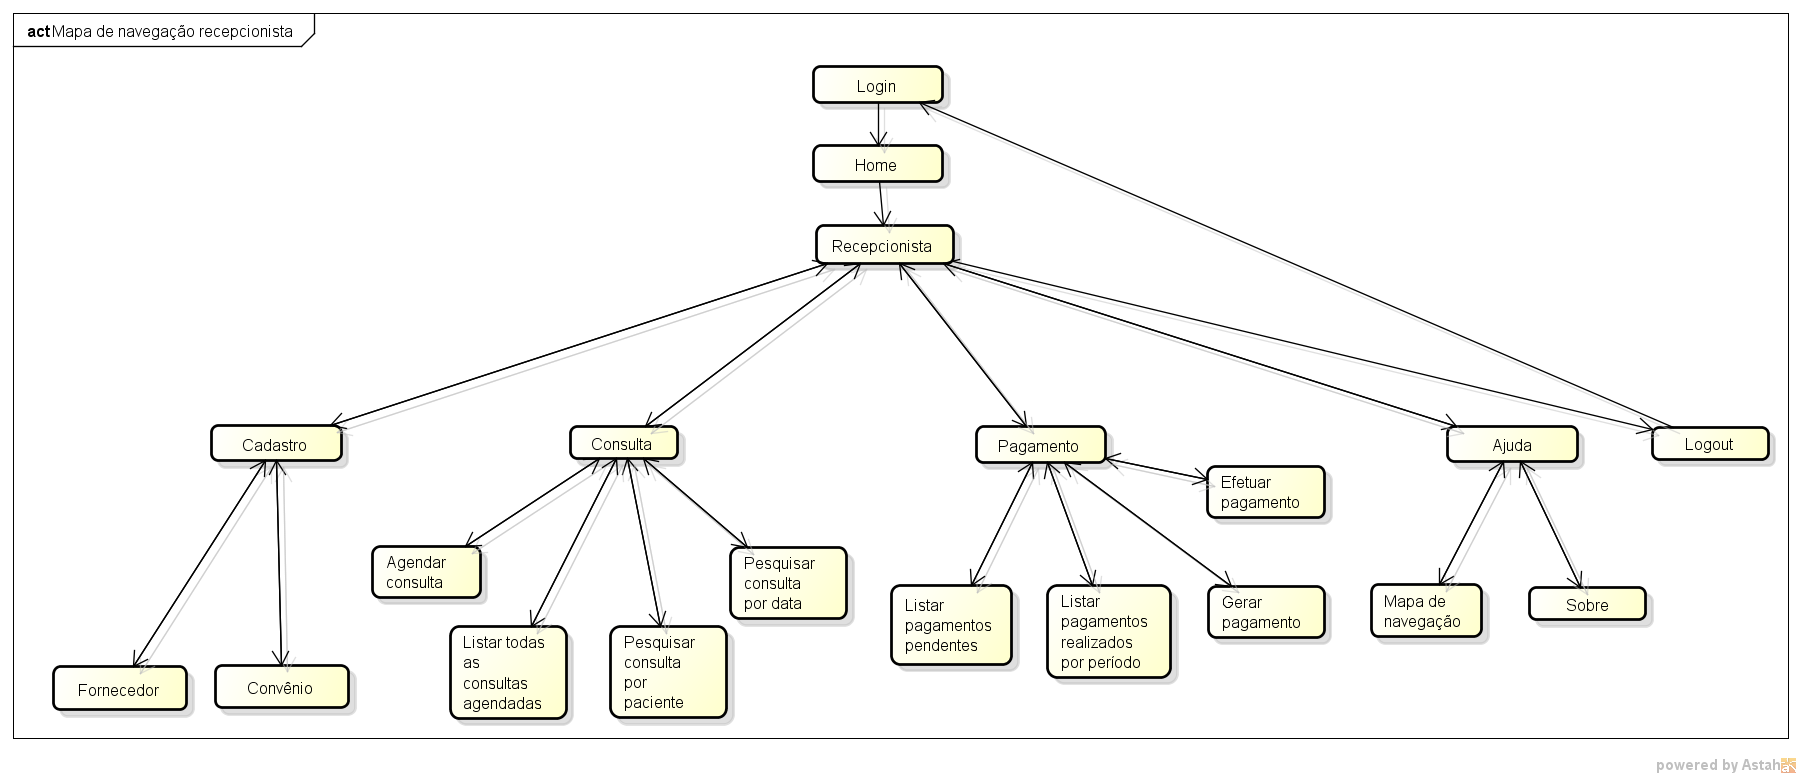 act Mapa de navegação recepcionista
Login
Home
Recepcionista
Cadastro
Consulta
Pagamento
Ajuda
Logout
Efetuar
pagamento
Agendar
consulta
Pesquisar
consulta
por data
Listar
pagamentos
pendentes
Listar
pagamentos
realizados
por período
Gerar
pagamento
Mapa de
navegação
Sobre
Listar todas
as
consultas
agendadas
Pesquisar
consulta
por
paciente
Fornecedor
Convênio
powered by Astah